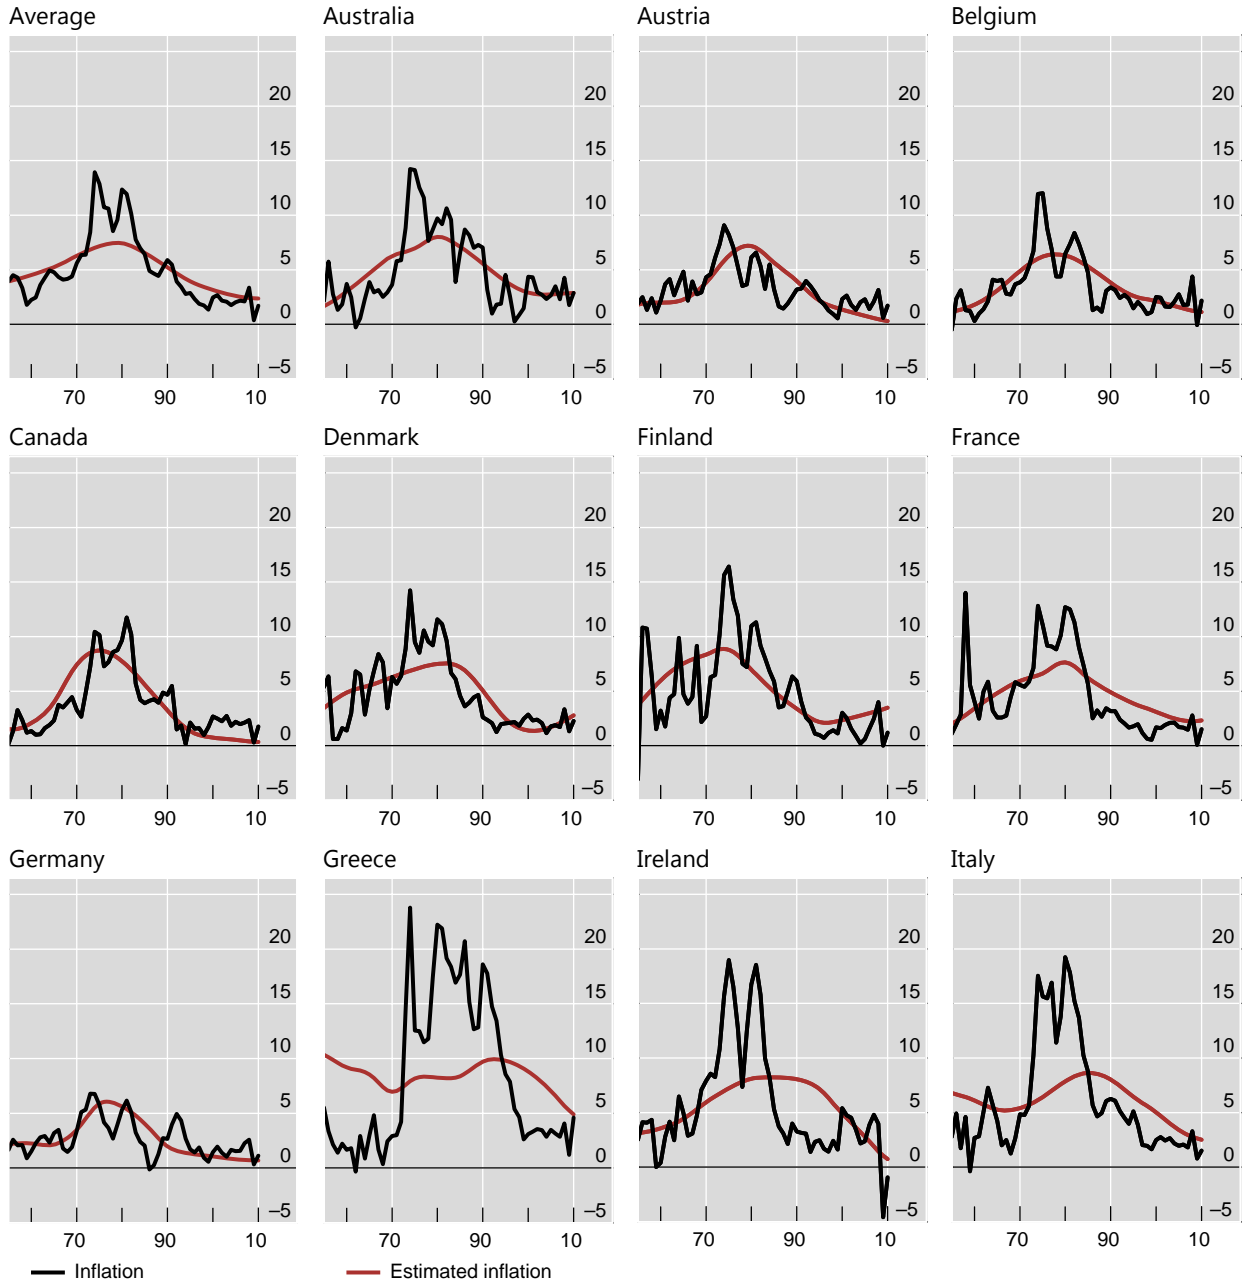 Average Australia Austria Belgium
20 20 20 20
15 15 15 15
10 10 10 10
5 5 5 5
0 0 0 0
–5 –5 –5 –5
70 90 10 70 90 10 70 90 10 70 90 10
Canada Denmark Finland France
20 20 20 20
15 15 15 15
10 10 10 10
5 5 5 5
0 0 0 0
–5 –5 –5 –5
70 90 10 70 90 10 70 90 10 70 90 10
Germany Greece Ireland Italy
20 20 20 20
15 15 15 15
10 10 10 10
5 5 5 5
0 0 0 0
–5 –5 –5 –5
70 90 10 70 90 10 70 90 10 70 90 10
Inflation Estimated inflation